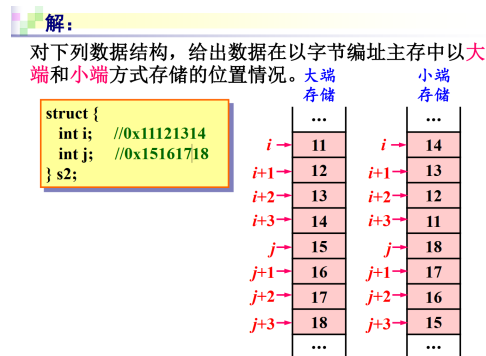 解：
对下列数据结构，给出数据在以字节编址主存中以大
端和小端方式存储的位置情况。
大端 小端
存储 存储
struct {
int i; //0x11121314
int j; //0x15161718
} s2;
... ...
i 11 i 14
i+1 12 i+1 13
i+2 13 i+2 12
i+3 14 i+3 11
j 15 j 18
j+1 16 j+1 17
j+2 17 j+2 16
j+3 18 j+3 15
... ...